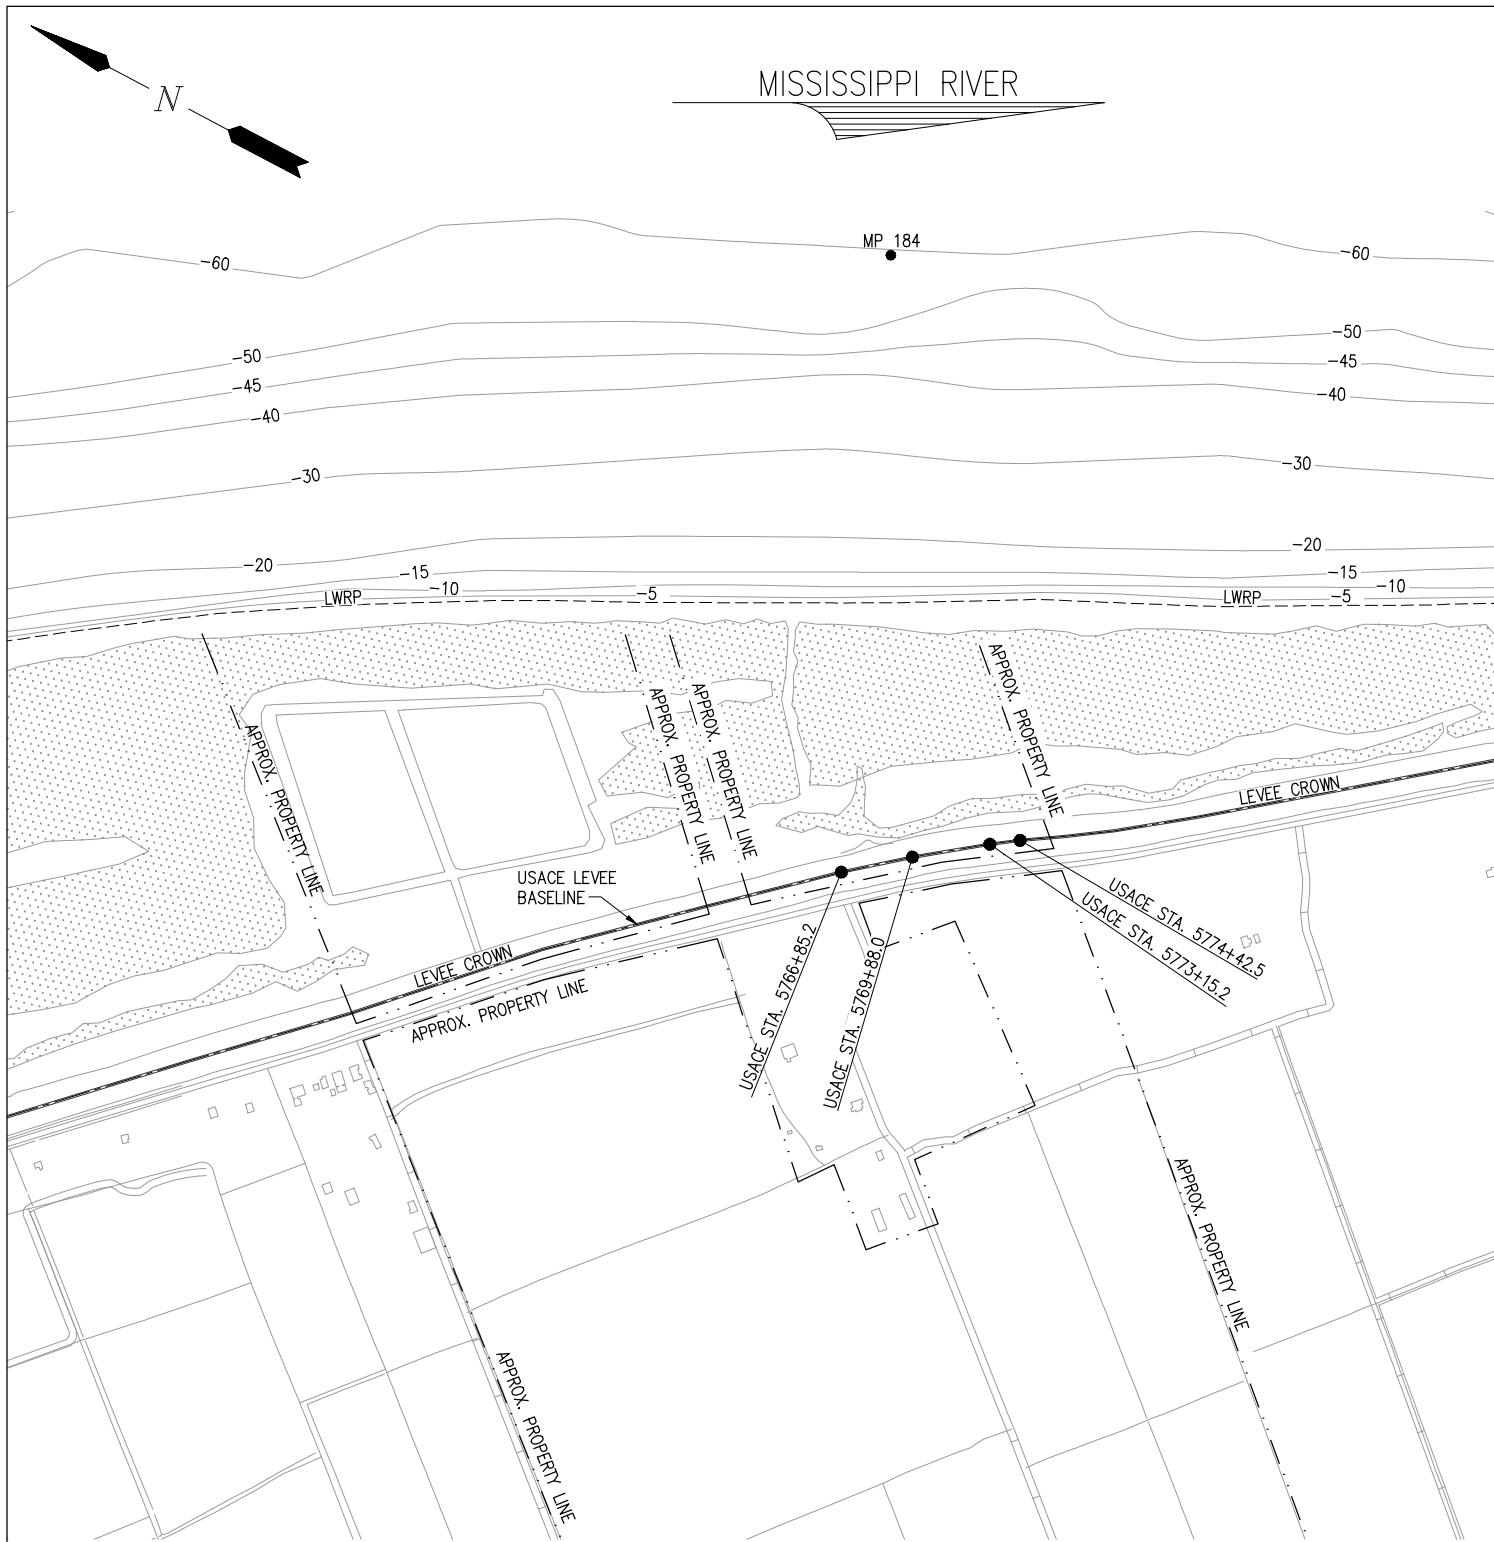 N
MISSISSIPPI RIVER
MP 184
-60
-60
-50
-50
-45
-45
-40
-40
-30
-30
-20
-20
-15
-15
-10
-10
-5
-5
LWRP
LWRP
APPROX. PROPERTY LINE
APPROX. PROPERTY LINE
APPROX. PROPERTY LINE
APPROX. PROPERTY LINE
LEVEE CROWN
USACE LEVEE
BASELINE
LEVEE CROWN
APPROX. PROPERTY LINE
USACE STA. 5766+85.2
USACE STA. 5769+88.0
USACE STA. 5773+15.2
USACE STA. 5774+42.5
APPROX. PROPERTY LINE
APPROX. PROPERTY LINE